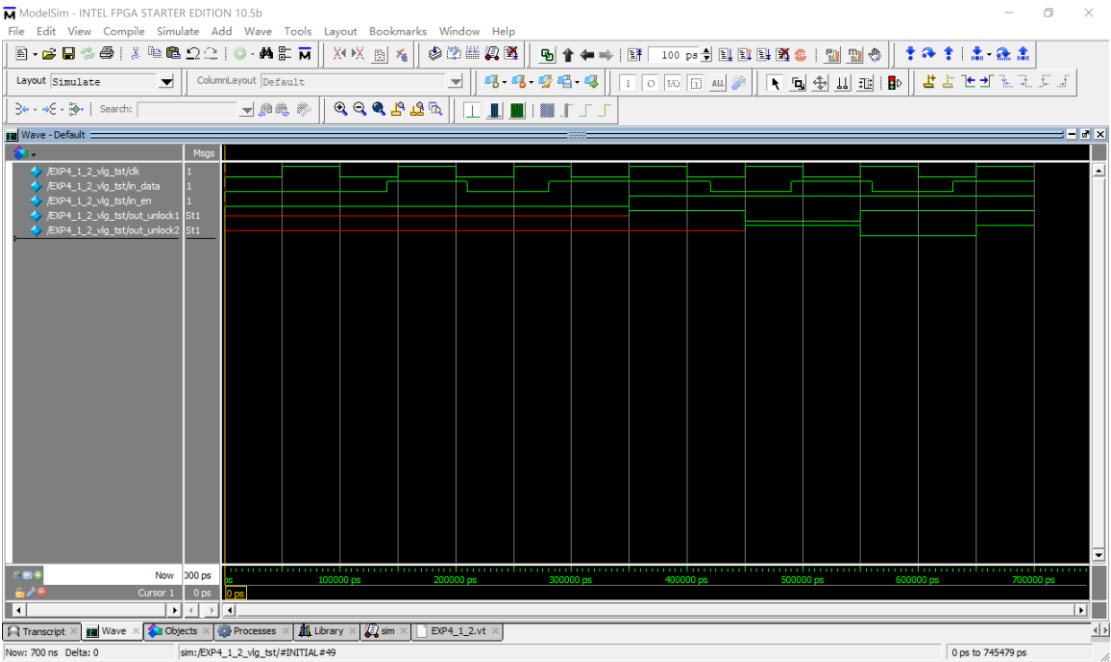 ModelSim - INTEL FPGA STARTER EDITION 10.5b
File Edit View Compile Simulate Add Wave Tools Layout Bookmarks Window Help
100 ps
Layout Simulate ColumnLayout Default
Search:
Wave - Default
Msgs
/EXP4_1_2_vlg_tst/clk 1
/EXP4_1_2_vlg_tst/in_data 1
/EXP4_1_2_vlg_tst/in_en 1
/EXP4_1_2_vlg_tst/out_unlock1 St1
/EXP4_1_2_vlg_tst/out_unlock2 St1
Now 000 ps ps 100000 ps 200000 ps 300000 ps 400000 ps 500000 ps 600000 ps 700000 ps
Cursor 1 0 ps 0 ps
Transcript Wave Objects Processes Library sim EXP4_1_2.vt
Now: 700 ns Delta: 0 sim:/EXP4_1_2_vlg_tst/#INITIAL#49 0 ps to 745479 ps